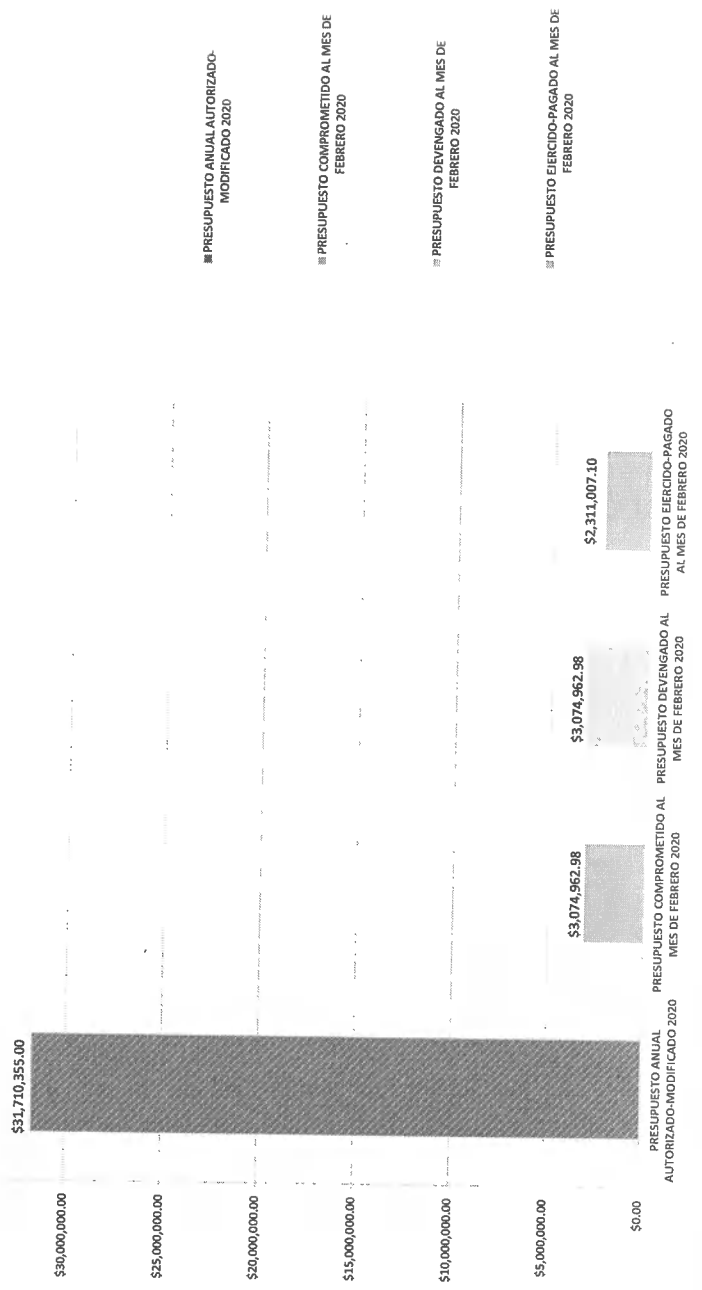 $31,710,355.00
$3,074,962.98
$3,074,962.98
$2,311,007.10
$30,000,000.00
$25,000,000.00
$20,000,000.00
$15,000,000.00
$10,000,000.00
$5,000,000.00
$0.00
PRESUPUESTO ANUAL
AUTORIZADO-MODIFICADO 2020
PRESUPUESTO COMPROMETIDO AL
MES DE FEBRERO 2020
PRESUPUESTO DEVENGADO AL
MES DE FEBRERO 2020
PRESUPUESTO EJERCIDO-PAGADO
AL MES DE FEBRERO 2020
PRESUPUESTO ANUAL AUTORIZADO-
MODIFICADO 2020
PRESUPUESTO COMPROMETIDO AL MES DE
FEBRERO 2020
PRESUPUESTO DEVENGADO AL MES DE
FEBRERO 2020
PRESUPUESTO EJERCIDO-PAGADO AL MES DE
FEBRERO 2020